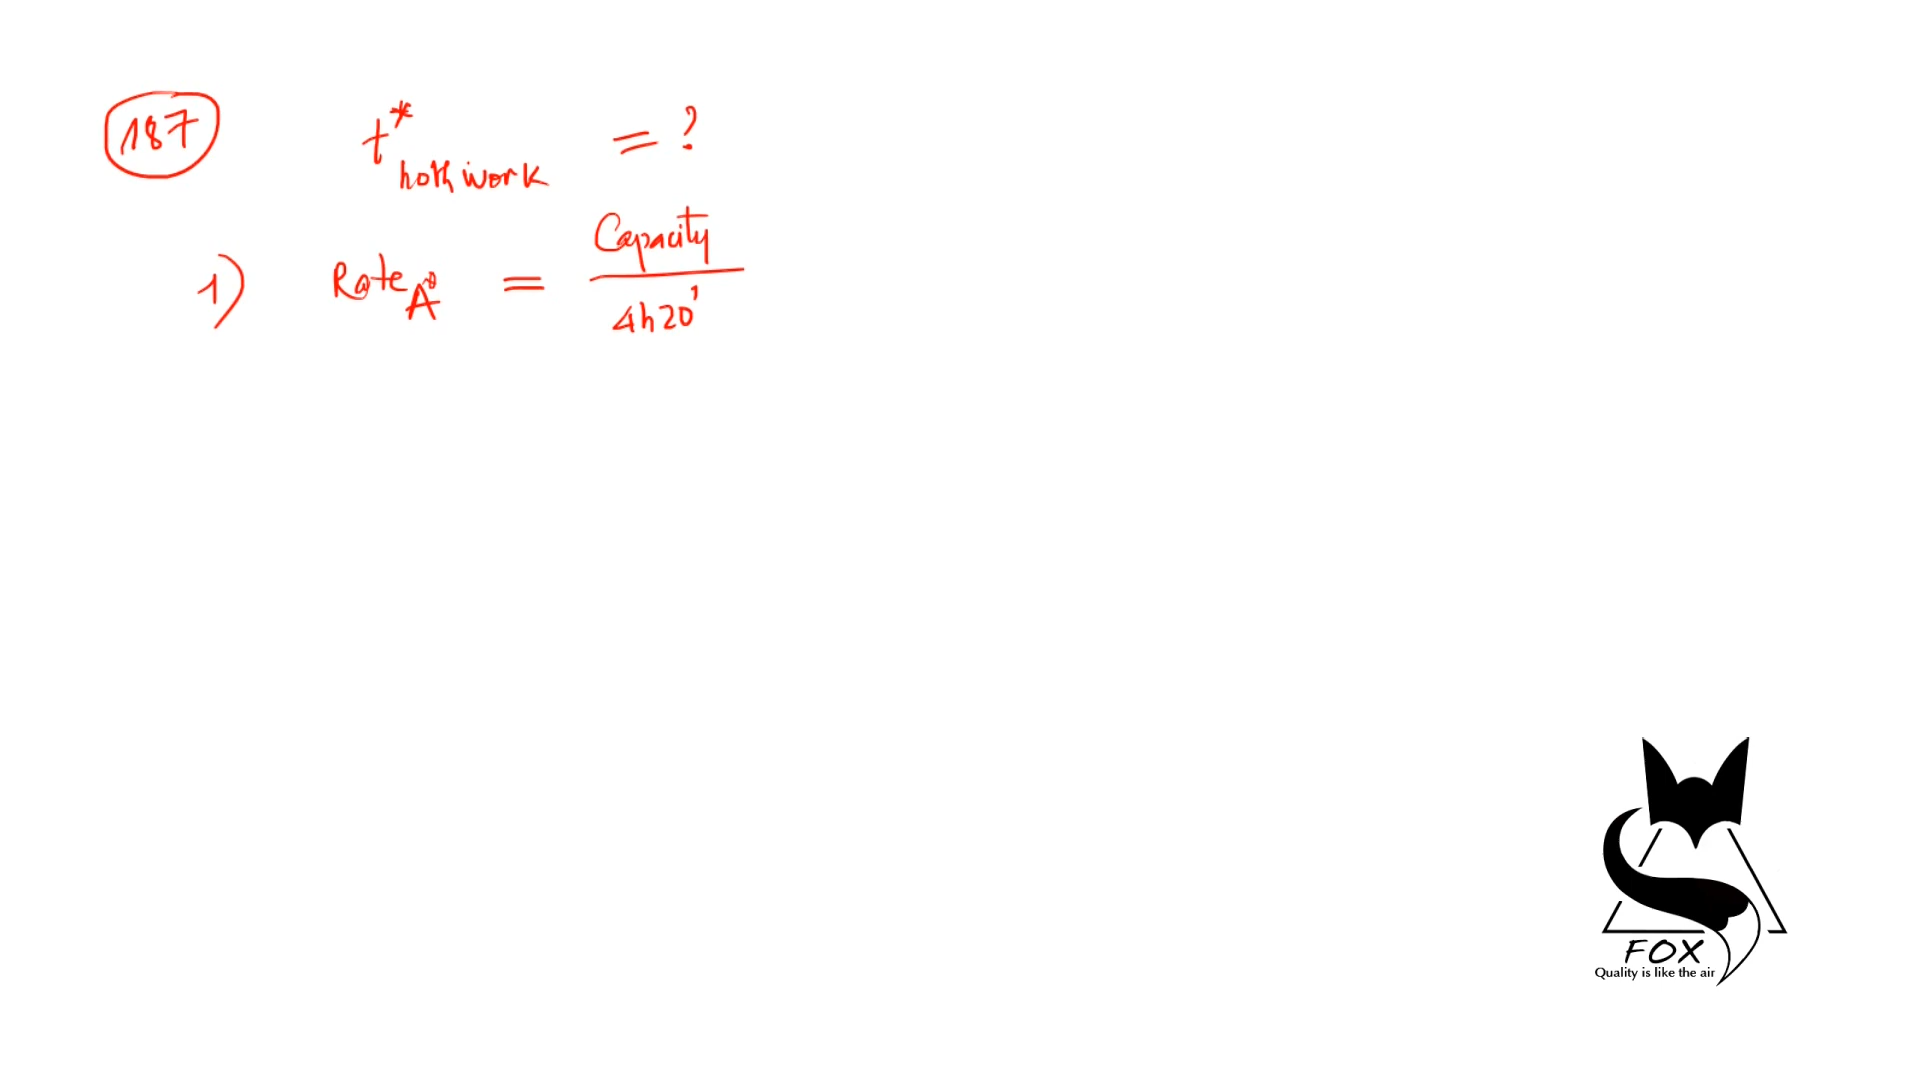 187 t* both work = ?
1) Rate A = Capacity / 4h20'
FOX
Quality is like the air